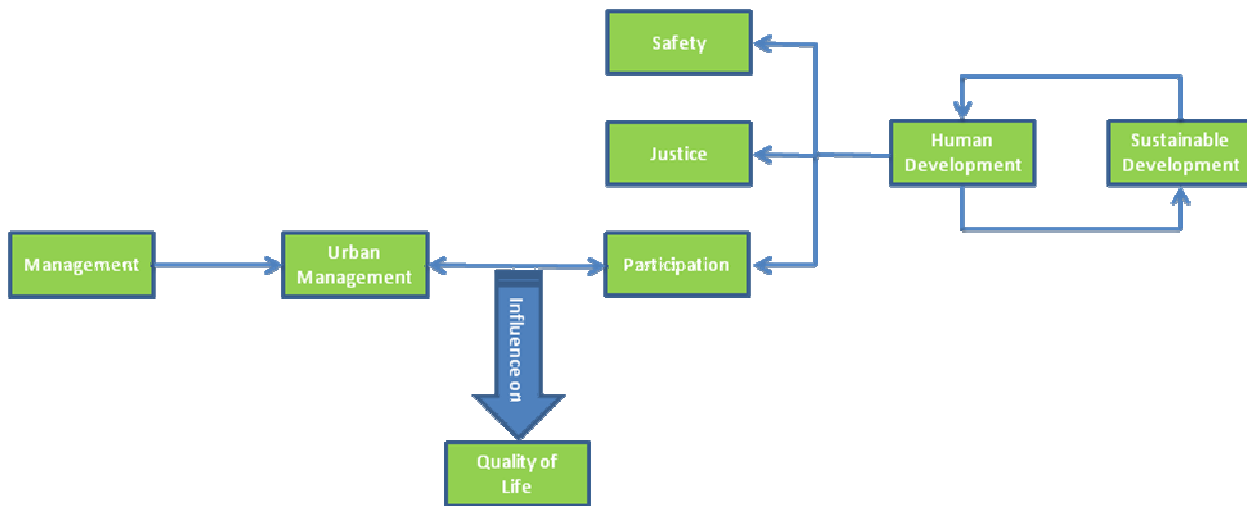 Safety
Justice
Human
Development
Sustainable
Development
Management
Urban
Management
Participation
Influence on
Quality of
Life